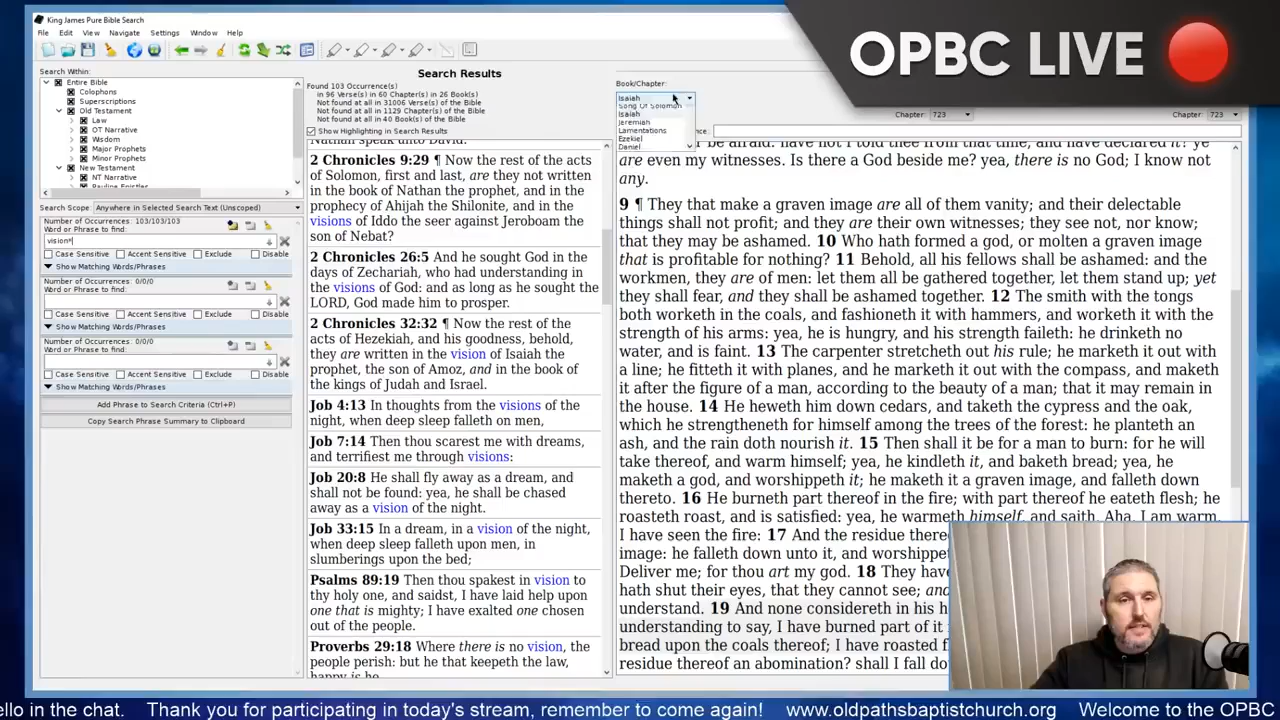 King James Pure Bible Search
File Edit View Navigate Settings Window Help
OPBC LIVE
Search Within:
Entire Bible
Colophons
Superscriptions
Old Testament
Law
OT Narrative
Wisdom
Major Prophets
Minor Prophets
New Testament
NT Narrative
Pauline Epistles
Search Scope: Anywhere in Selected Search Text (Unscoped)
Number of Occurrences: 103/103/103
Word or Phrase to find:
vision*
Case Sensitive Accent Sensitive Exclude Disable
Show Matching Words/Phrases
Number of Occurrences: 0/0/0
Word or Phrase to find:
Case Sensitive Accent Sensitive Exclude Disable
Show Matching Words/Phrases
Number of Occurrences: 0/0/0
Word or Phrase to find:
Case Sensitive Accent Sensitive Exclude Disable
Show Matching Words/Phrases
Add Phrase to Search Criteria (Ctrl+P)
Copy Search Phrase Summary to Clipboard
Search Results
Found 103 Occurrence(s)
in 96 Verse(s) in 60 Chapter(s) in 26 Book(s)
Not found at all in 31006 Verse(s) of the Bible
Not found at all in 1129 Chapter(s) of the Bible
Not found at all in 40 Book(s) of the Bible
Show Highlighting in Search Results
Nathan speak unto David.
2 Chronicles 9:29 ¶ Now the rest of the acts
of Solomon, first and last, are they not written
in the book of Nathan the prophet, and in the
prophecy of Ahijah the Shilonite, and in the
visions of Iddo the seer against Jeroboam the
son of Nebat?
2 Chronicles 26:5 And he sought God in the
days of Zechariah, who had understanding in
the visions of God: and as long as he sought the
LORD, God made him to prosper.
2 Chronicles 32:32 ¶ Now the rest of the
acts of Hezekiah, and his goodness, behold,
they are written in the vision of Isaiah the
prophet, the son of Amoz, and in the book of
the kings of Judah and Israel.
Job 4:13 In thoughts from the visions of the
night, when deep sleep falleth on men,
Job 7:14 Then thou scarest me with dreams,
and terrifiest me through visions:
Job 20:8 He shall fly away as a dream, and
shall not be found: yea, he shall be chased
away as a vision of the night.
Job 33:15 In a dream, in a vision of the night,
when deep sleep falleth upon men, in
slumberings upon the bed;
Psalms 89:19 Then thou spakest in vision to
thy holy one, and saidst, I have laid help upon
one that is mighty; I have exalted one chosen
out of the people.
Proverbs 29:18 Where there is no vision, the
people perish: but he that keepeth the law,
happy is he.
Book/Chapter:
Isaiah
Song Of Solomon
Isaiah
Jeremiah
Lamentations
Ezekiel
Daniel
Chapter: 723 Chapter: 723
are even my witnesses. Is there a God beside me? yea, there is no God; I know not
any.
9 ¶ They that make a graven image are all of them vanity; and their delectable
things shall not profit; and they are their own witnesses; they see not, nor know;
that they may be ashamed. 10 Who hath formed a god, or molten a graven image
that is profitable for nothing? 11 Behold, all his fellows shall be ashamed: and the
workmen, they are of men: let them all be gathered together, let them stand up; yet
they shall fear, and they shall be ashamed together. 12 The smith with the tongs
both worketh in the coals, and fashioneth it with hammers, and worketh it with the
strength of his arms: yea, he is hungry, and his strength faileth: he drinketh no
water, and is faint. 13 The carpenter stretcheth out his rule; he marketh it out with
a line; he fitteth it with planes, and he marketh it out with the compass, and maketh
it after the figure of a man, according to the beauty of a man; that it may remain in
the house. 14 He heweth him down cedars, and taketh the cypress and the oak,
which he strengtheneth for himself among the trees of the forest: he planteth an
ash, and the rain doth nourish it. 15 Then shall it be for a man to burn: for he will
take thereof, and warm himself; yea, he kindleth it, and baketh bread; yea, he
maketh a god, and worshippeth it; he maketh it a graven image, and falleth down
thereto. 16 He burneth part thereof in the fire; with part thereof he eateth flesh; he
roasteth roast, and is satisfied: yea, he warmeth himself, and saith, Aha, I am warm,
I have seen the fire: 17 And the residue there
image: he falleth down unto it, and worshippe
Deliver me; for thou art my god. 18 They have
hath shut their eyes, that they cannot see; and
understand. 19 And none considereth in his h
understanding to say, I have burned part of it
bread upon the coals thereof; I have roasted f
residue thereof an abomination? shall I fall do
ello in the chat. Thank you for participating in today's stream, remember to come again! www.oldpathsbaptistchurch.org Welcome to the OPBC